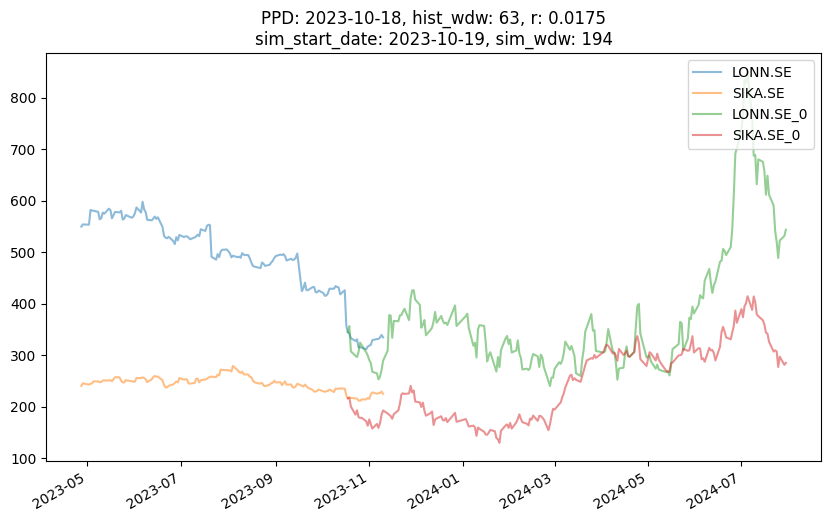 PPD: 2023-10-18, hist_wdw: 63, r: 0.0175
sim_start_date: 2023-10-19, sim_wdw: 194
LONN.SE
SIKA.SE
LONN.SE_0
SIKA.SE_0
800
700
600
500
400
300
200
100
2023-05
2023-07
2023-09
2023-11
2024-01
2024-03
2024-05
2024-07